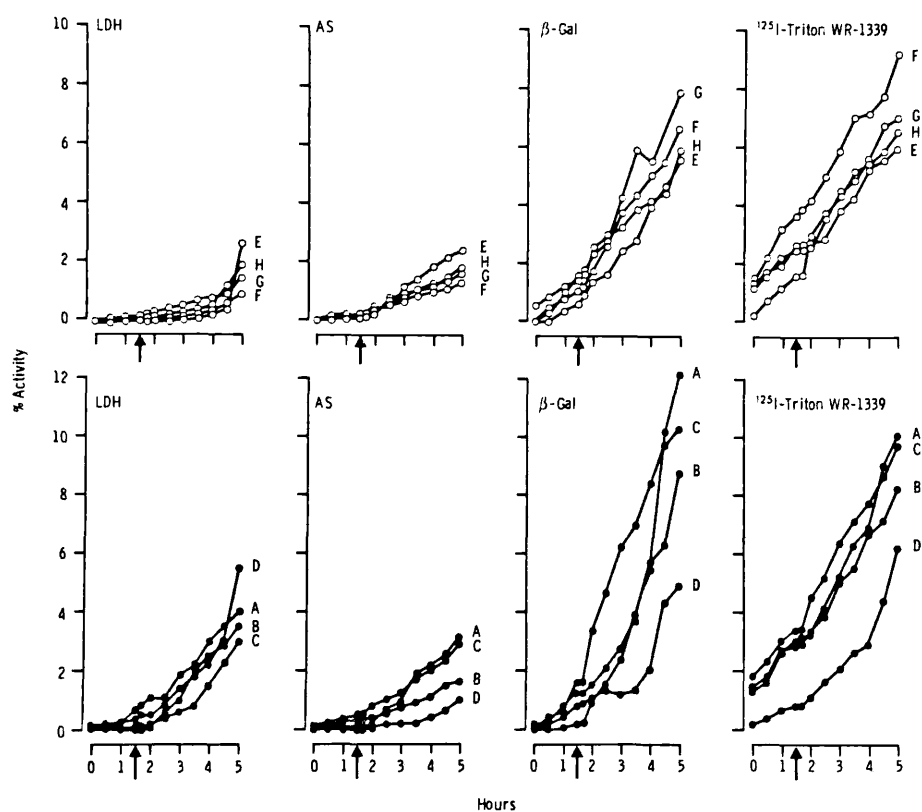 LDH
AS
β-Gal
¹²⁵I-Triton WR-1339
10
8
6
4
2
0
E
H
G
F
E
H
G
F
G
F
H
E
F
G
H
E
% Activity
LDH
AS
β-Gal
¹²⁵I-Triton WR-1339
12
10
8
6
4
2
0
D
A
B
C
A
C
B
D
A
C
B
D
A
C
B
D
0 1 2 3 4 5
0 1 2 3 4 5
0 1 2 3 4 5
0 1 2 3 4 5
Hours